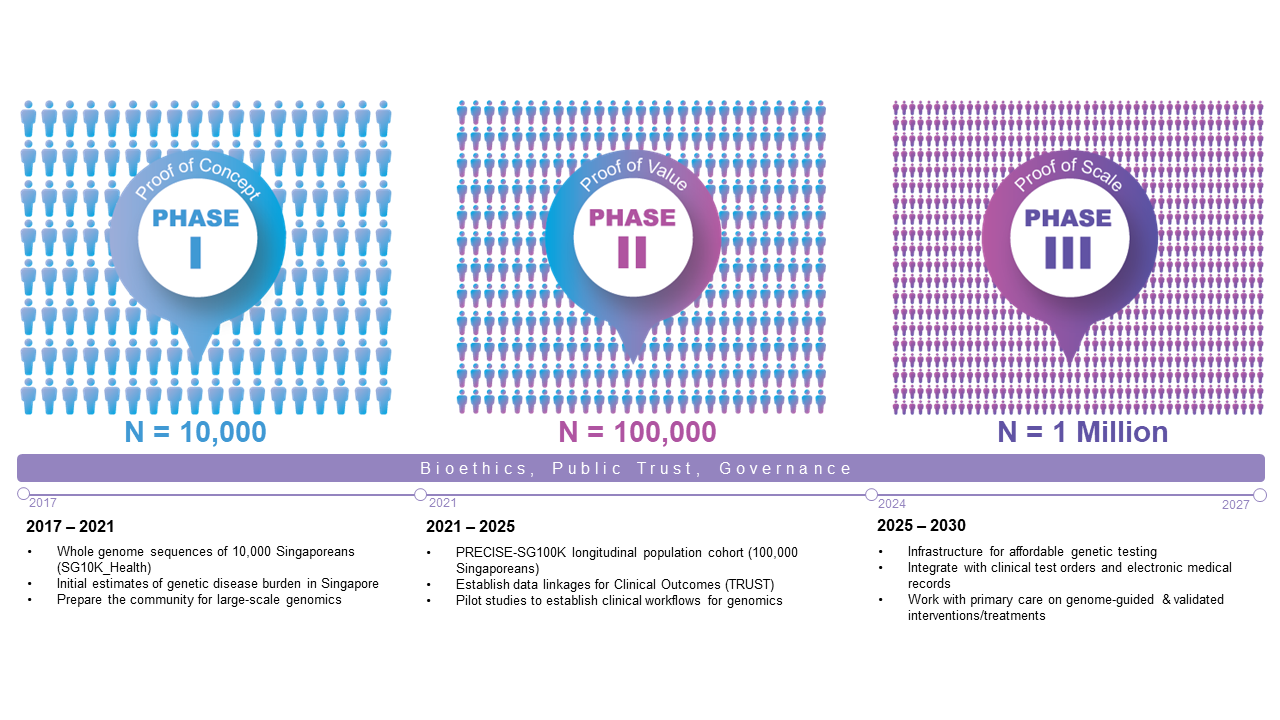 Proof of Concept
PHASE
I
Proof of Value
PHASE
II
Proof of Scale
PHASE
III
N = 10,000
N = 100,000
N = 1 Million
Bioethics, Public Trust, Governance
2017
2021
2024
2027
2017 – 2021
• Whole genome sequences of 10,000 Singaporeans
(SG10K_Health)
• Initial estimates of genetic disease burden in Singapore
• Prepare the community for large-scale genomics
2021 – 2025
• PRECISE-SG100K longitudinal population cohort (100,000
Singaporeans)
• Establish data linkages for Clinical Outcomes (TRUST)
• Pilot studies to establish clinical workflows for genomics
2025 – 2030
• Infrastructure for affordable genetic testing
• Integrate with clinical test orders and electronic medical
records
• Work with primary care on genome-guided & validated
interventions/treatments